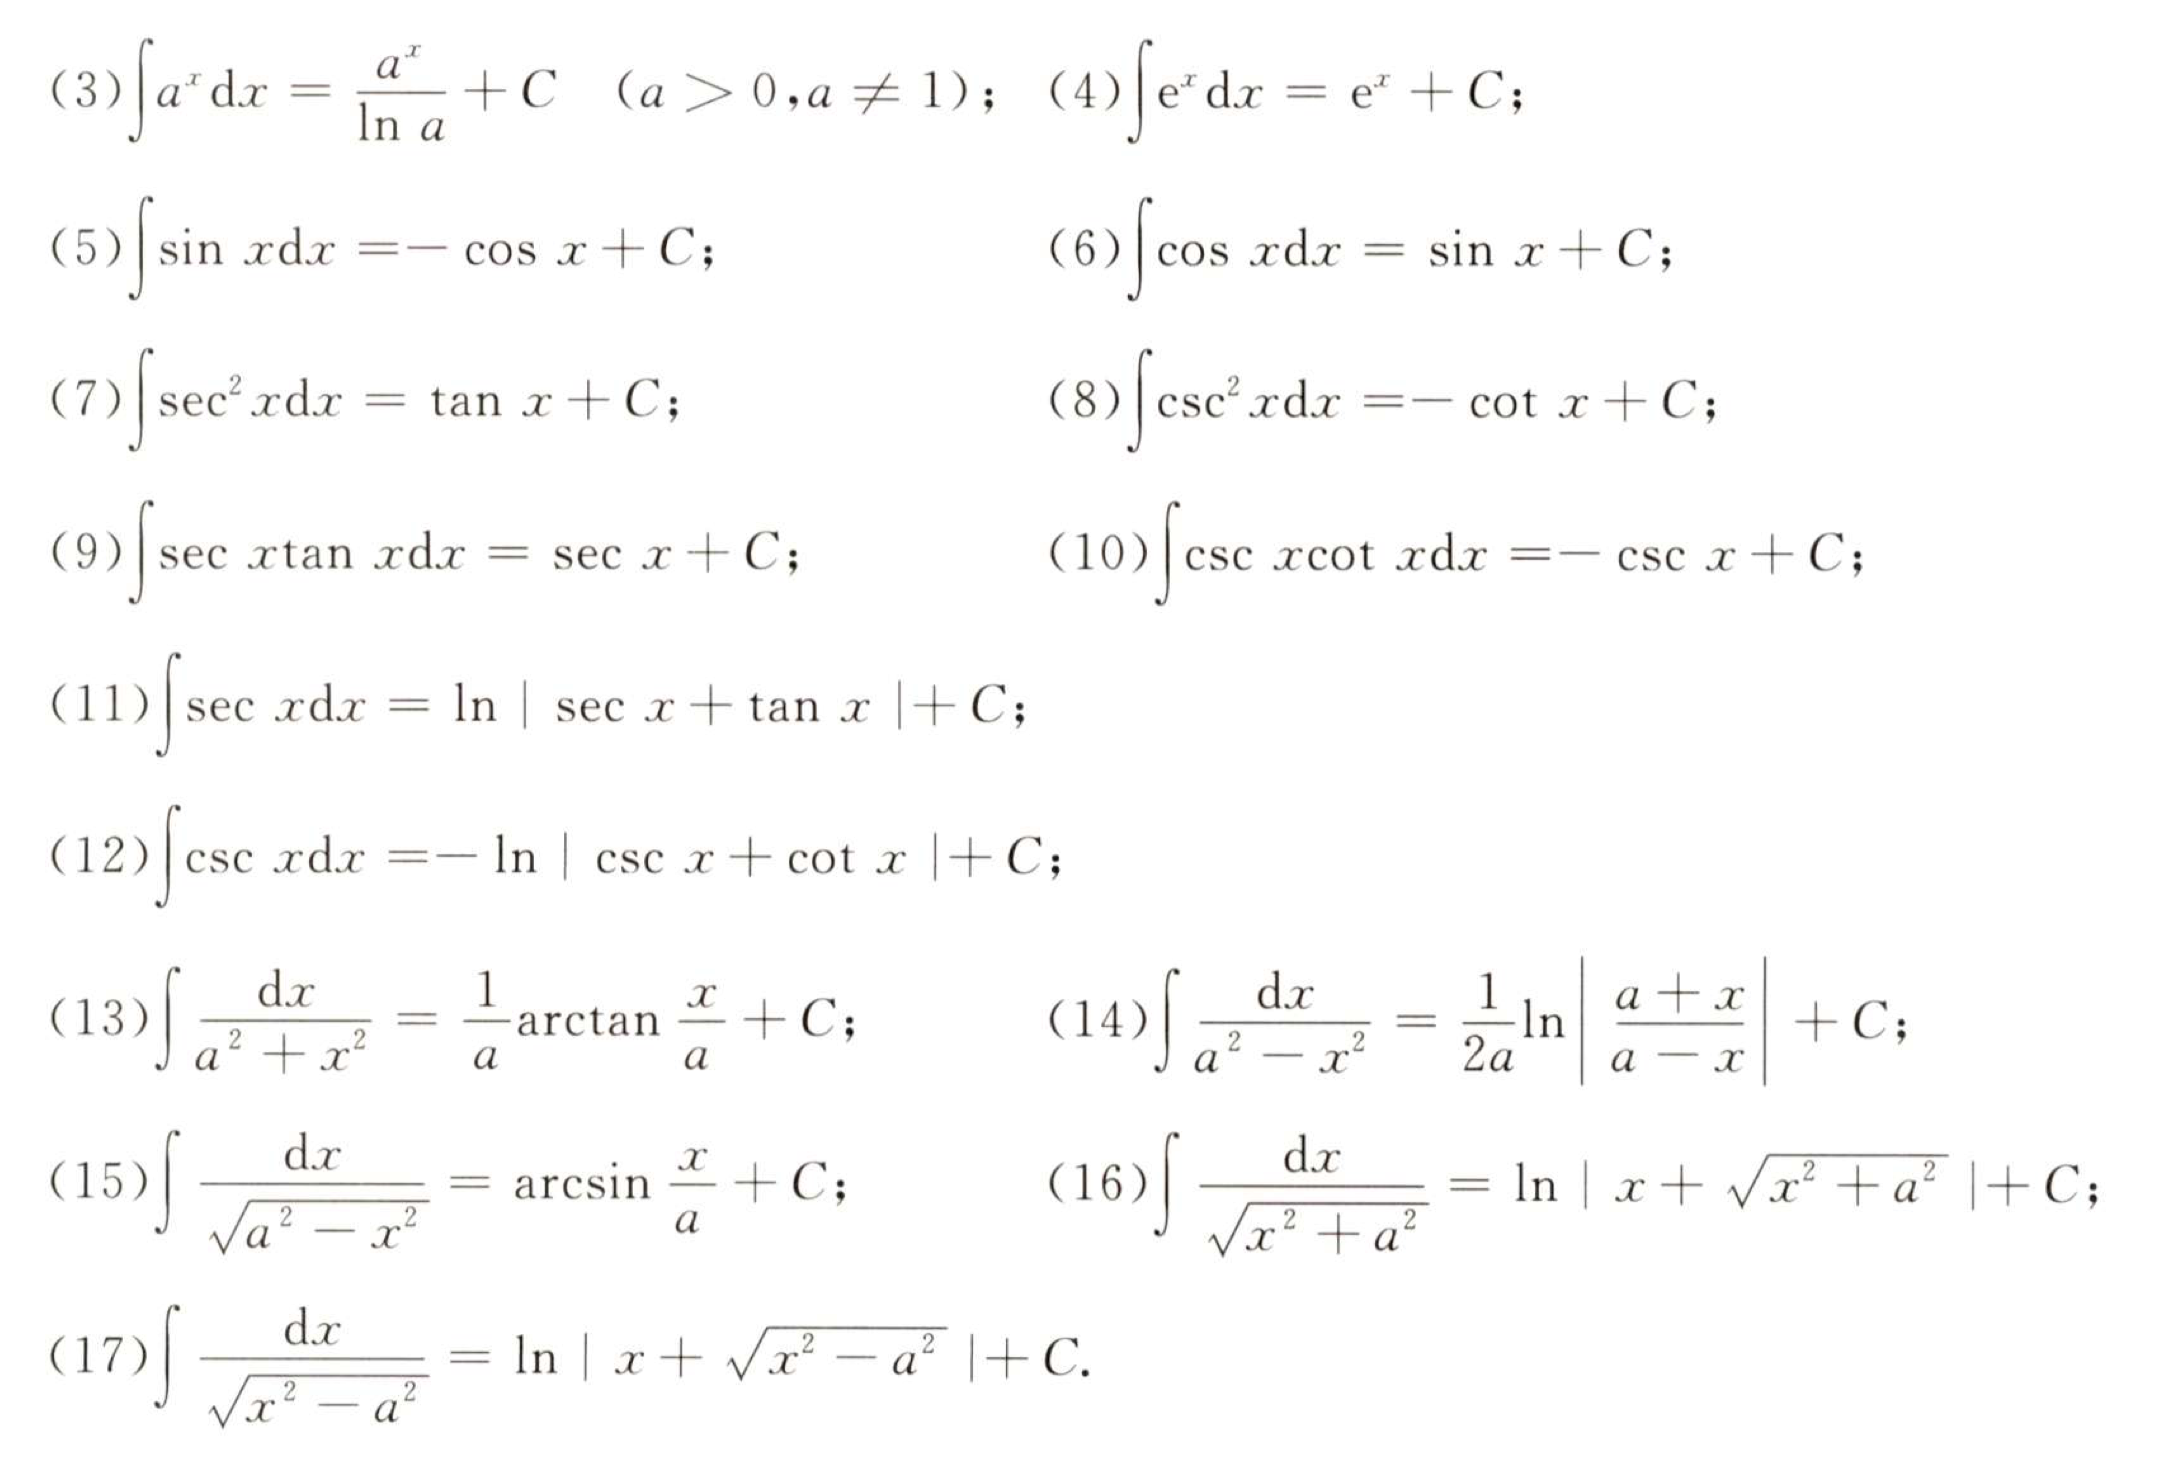 (3)∫aˣdx = aˣ/ln a + C (a > 0, a ≠ 1); (4)∫eˣdx = eˣ + C;
(5)∫sin xdx =− cos x + C; (6)∫cos xdx = sin x + C;
(7)∫sec²xdx = tan x + C; (8)∫csc²xdx =− cot x + C;
(9)∫sec xtan xdx = sec x + C; (10)∫csc xcot xdx =− csc x + C;
(11)∫sec xdx = ln | sec x + tan x | + C;
(12)∫csc xdx =− ln | csc x + cot x | + C;
(13)∫dx/(a² + x²) = 1/a arctan x/a + C; (14)∫dx/(a² − x²) = 1/2a ln|(a + x)/(a − x)| + C;
(15)∫dx/√(a² − x²) = arcsin x/a + C; (16)∫dx/√(x² + a²) = ln | x + √(x² + a²) | + C;
(17)∫dx/√(x² − a²) = ln | x + √(x² − a²) | + C.